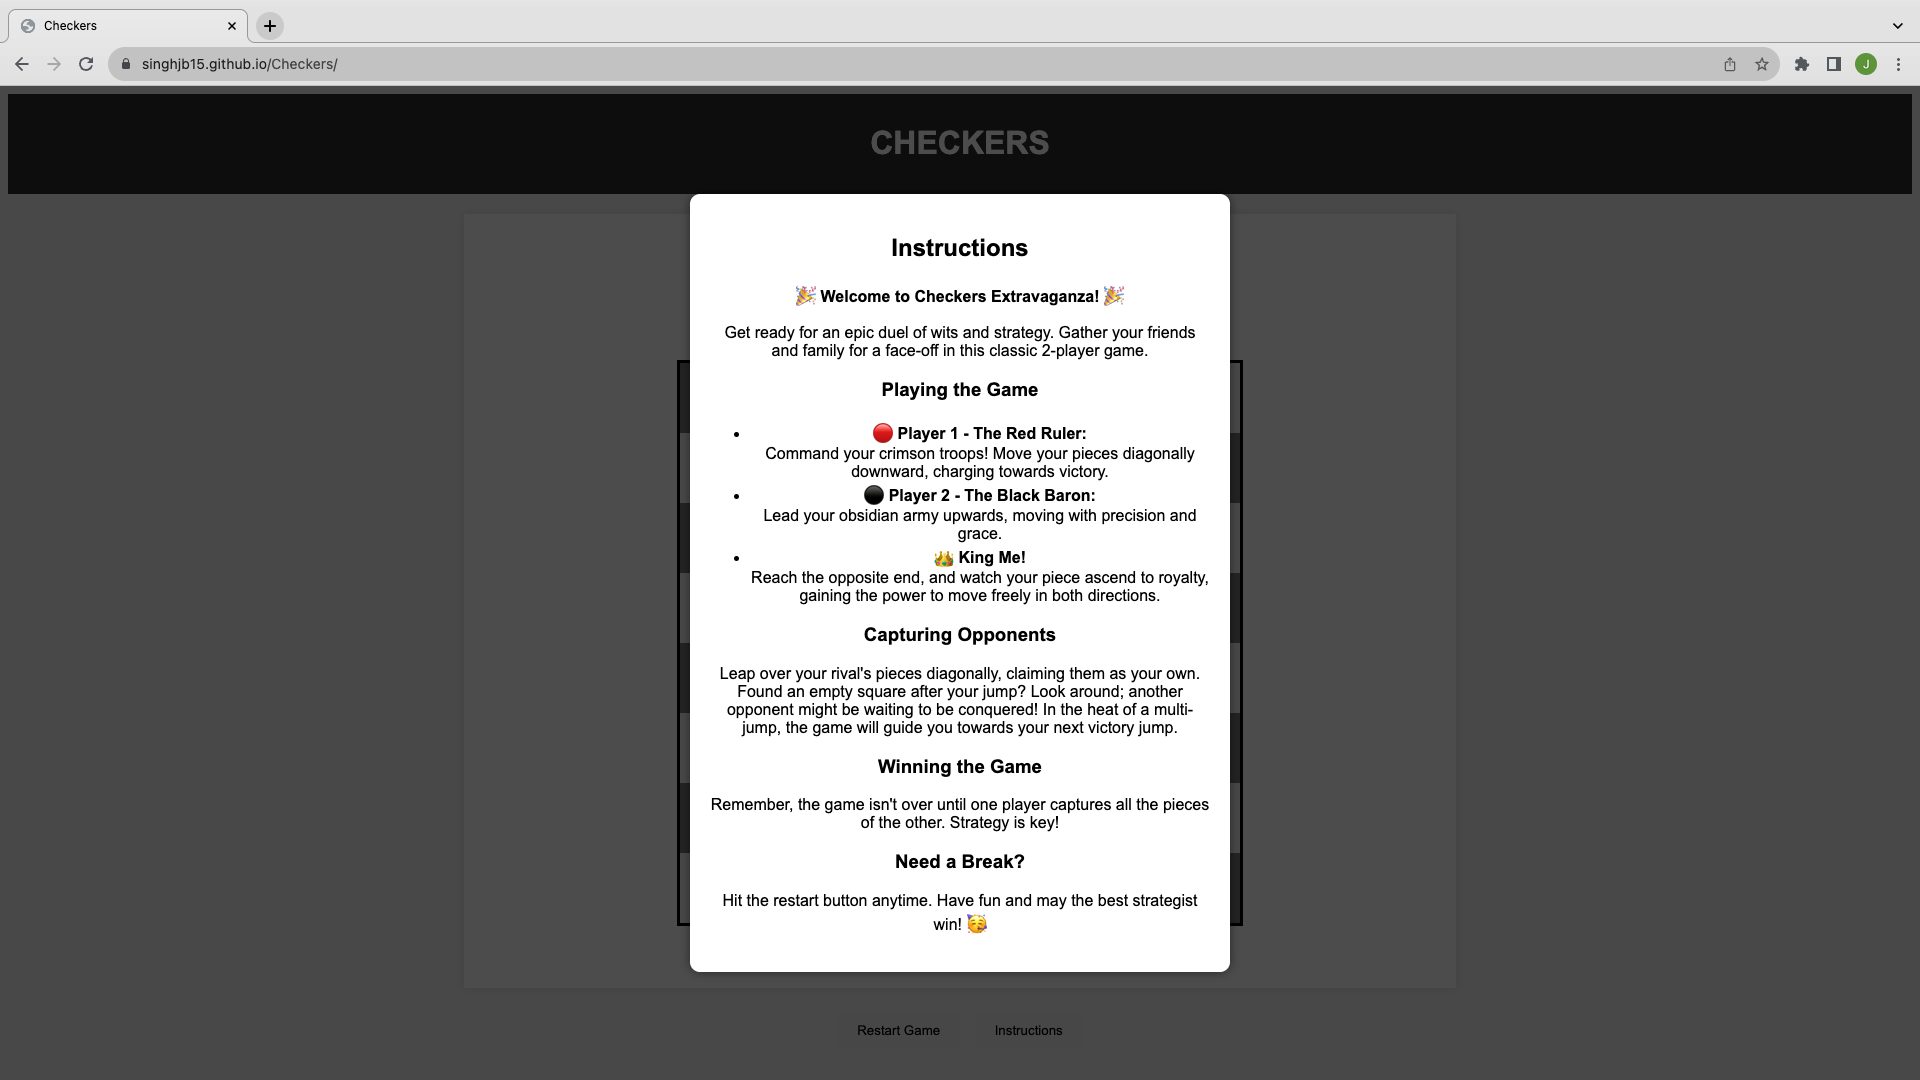 Checkers
singhjb15.github.io/Checkers/
J
CHECKERS
Instructions
🎉 Welcome to Checkers Extravaganza! 🎉
Get ready for an epic duel of wits and strategy. Gather your friends
and family for a face-off in this classic 2-player game.
Playing the Game
• 🔴 Player 1 - The Red Ruler:
Command your crimson troops! Move your pieces diagonally
downward, charging towards victory.
• ⚫ Player 2 - The Black Baron:
Lead your obsidian army upwards, moving with precision and
grace.
• 👑 King Me!
Reach the opposite end, and watch your piece ascend to royalty,
gaining the power to move freely in both directions.
Capturing Opponents
Leap over your rival's pieces diagonally, claiming them as your own.
Found an empty square after your jump? Look around; another
opponent might be waiting to be conquered! In the heat of a multi-
jump, the game will guide you towards your next victory jump.
Winning the Game
Remember, the game isn't over until one player captures all the pieces
of the other. Strategy is key!
Need a Break?
Hit the restart button anytime. Have fun and may the best strategist
win! 🥳
Restart Game
Instructions